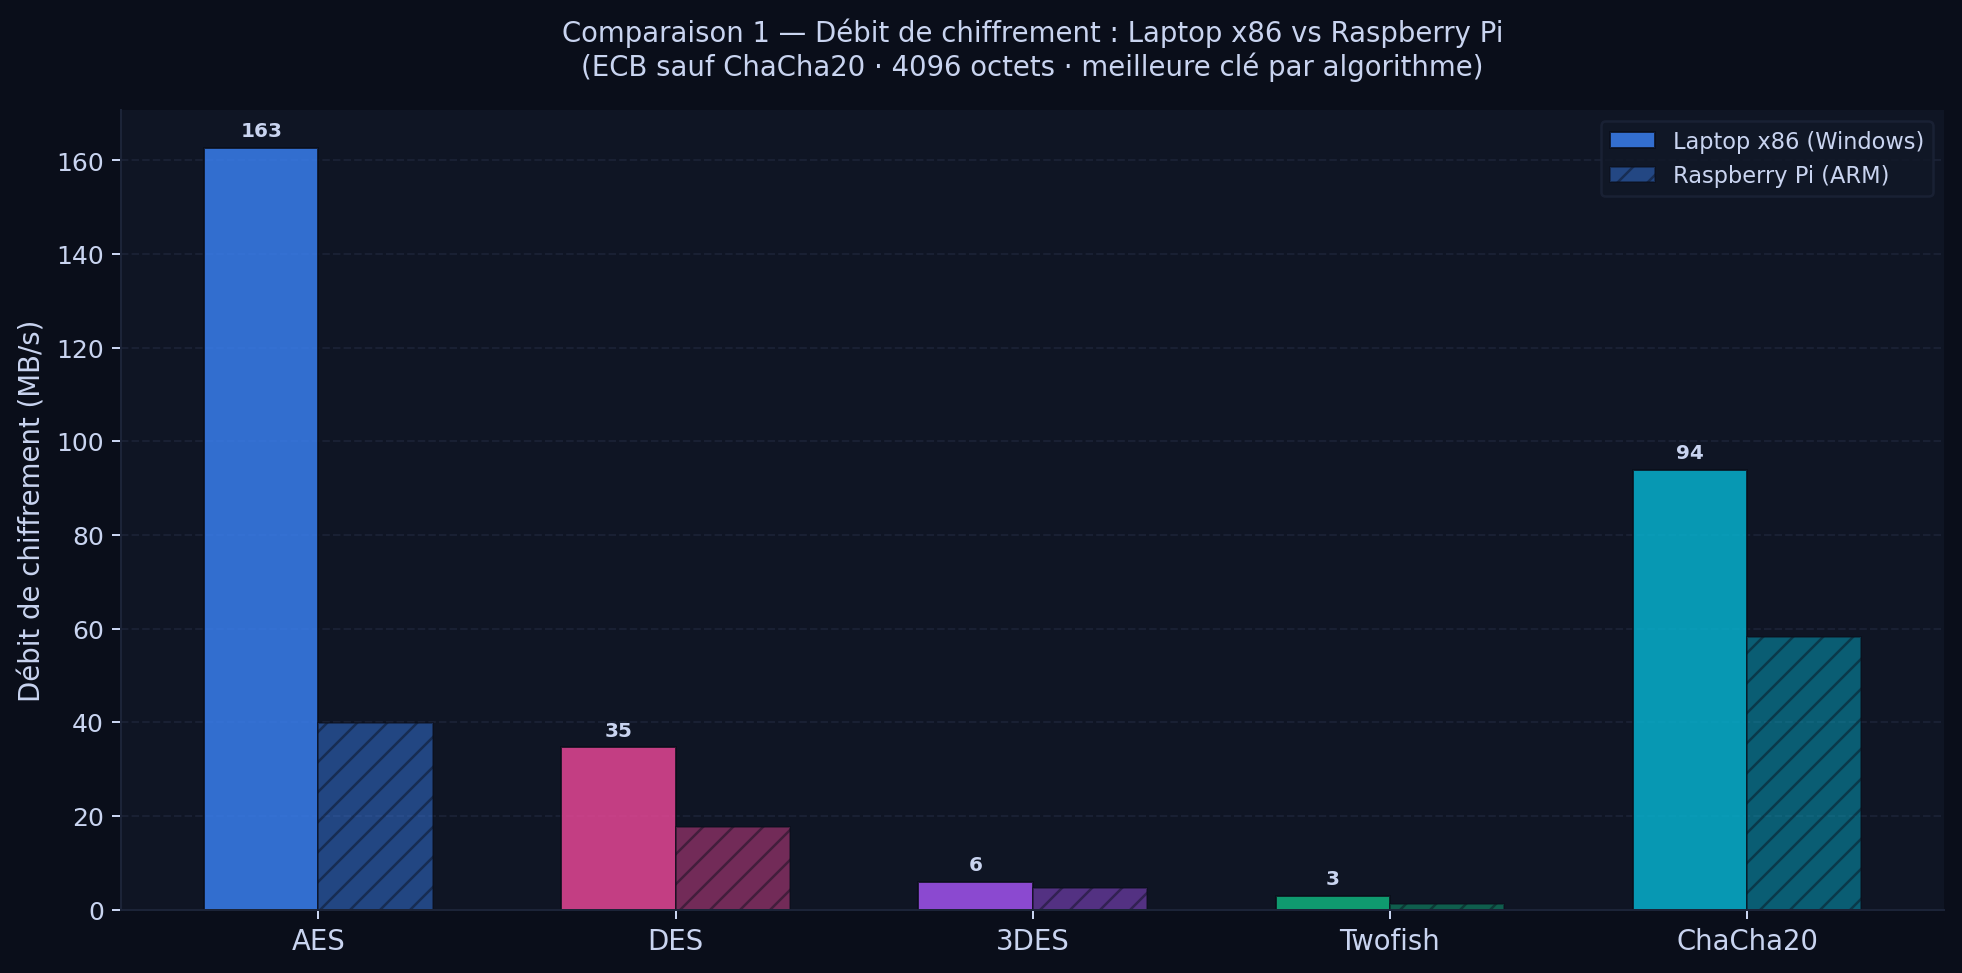 Comparaison 1 — Débit de chiffrement : Laptop x86 vs Raspberry Pi
(ECB sauf ChaCha20 · 4096 octets · meilleure clé par algorithme)
Laptop x86 (Windows)
Raspberry Pi (ARM)
Débit de chiffrement (MB/s)
160
140
120
100
80
60
40
20
0
163
35
6
3
94
AES
DES
3DES
Twofish
ChaCha20